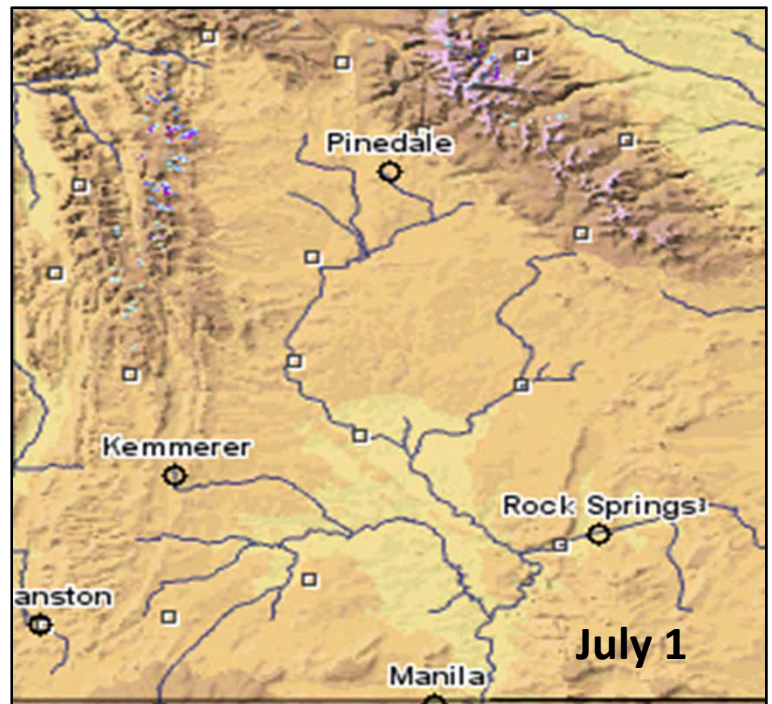 Pinedale
Kemmerer
Rock Springs
anston
July 1
Manila